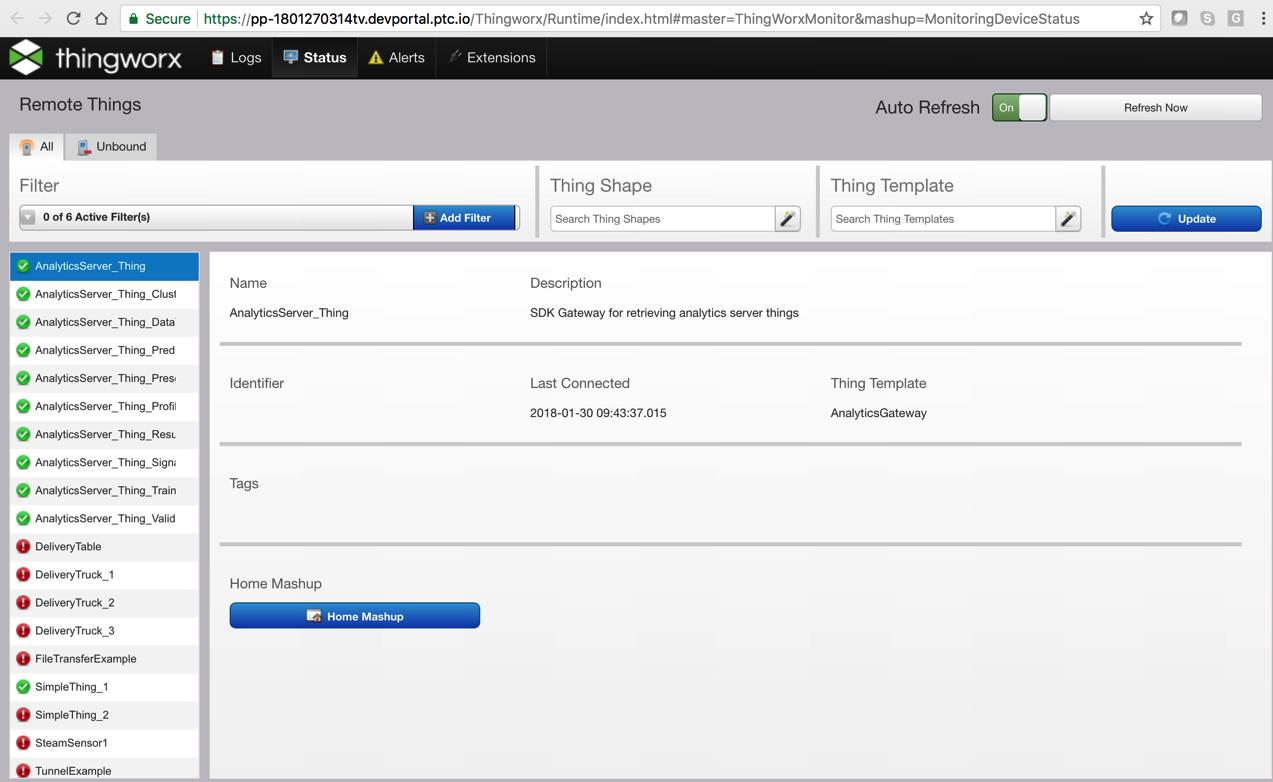 Secure https://pp-1801270314tv.devportal.ptc.io/Thingworx/Runtime/index.html#master=ThingWorxMonitor&mashup=MonitoringDeviceStatus
S
G
thingworx Logs Status Alerts Extensions
Remote Things Auto Refresh On Refresh Now
All Unbound
Filter Thing Shape Thing Template
0 of 6 Active Filter(s) Add Filter Search Thing Shapes Search Thing Templates Update
AnalyticsServer_Thing
AnalyticsServer_Thing_Clust
AnalyticsServer_Thing_Data
AnalyticsServer_Thing_Pred
AnalyticsServer_Thing_Pres
AnalyticsServer_Thing_Profil
AnalyticsServer_Thing_Resu
AnalyticsServer_Thing_Signa
AnalyticsServer_Thing_Train
AnalyticsServer_Thing_Valid
DeliveryTable
DeliveryTruck_1
DeliveryTruck_2
DeliveryTruck_3
FileTransferExample
SimpleThing_1
SimpleThing_2
SteamSensor1
TunnelExample
Name Description
AnalyticsServer_Thing SDK Gateway for retrieving analytics server things
Identifier Last Connected Thing Template
2018-01-30 09:43:37.015 AnalyticsGateway
Tags
Home Mashup
Home Mashup